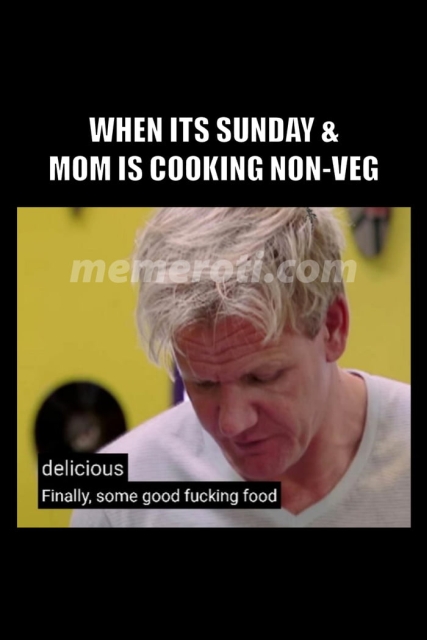 WHEN ITS SUNDAY &
MOM IS COOKING NON-VEG
memeroti.com
delicious
Finally, some good fucking food